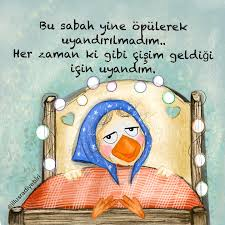 Bu sabah yine öpülerek
uyandırılmadım..
Her zaman ki gibi çişim geldiği
için uyandım.